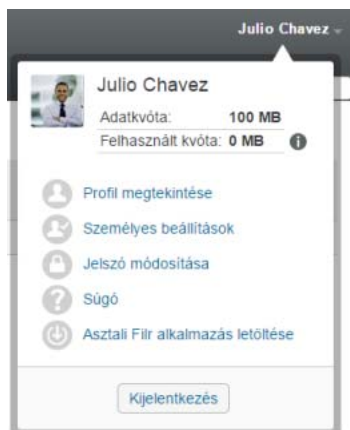 Julio Chavez
Julio Chavez
Adatkvóta: 100 MB
Felhasznált kvóta: 0 MB
Profil megtekintése
Személyes beállítások
Jelszó módosítása
Súgó
Asztali Filr alkalmazás letöltése
Kijelentkezés